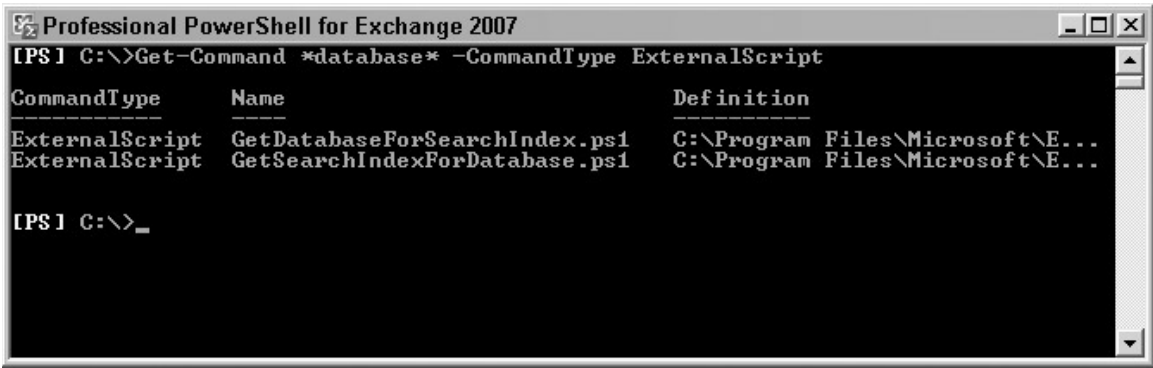 Professional PowerShell for Exchange 2007
[PS] C:\>Get-Command *database* -CommandType ExternalScript
CommandType Name Definition
----------- ---- ----------
ExternalScript GetDatabaseForSearchIndex.ps1 C:\Program Files\Microsoft\E...
ExternalScript GetSearchIndexForDatabase.ps1 C:\Program Files\Microsoft\E...
[PS] C:\>_